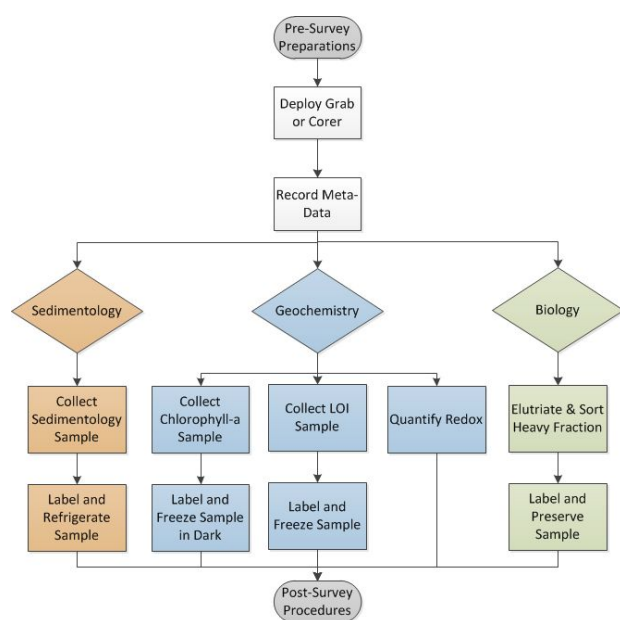 Pre-Survey
Preparations
Deploy Grab
or Corer
Record Meta-
Data
Sedimentology
Geochemistry
Biology
Collect
Sedimentology
Sample
Collect
Chlorophyll-a
Sample
Collect LOI
Sample
Quantify Redox
Elutriate & Sort
Heavy Fraction
Label and
Refrigerate
Sample
Label and
Freeze Sample
in Dark
Label and
Freeze Sample
Label and
Preserve Sample
Post-Survey
Procedures